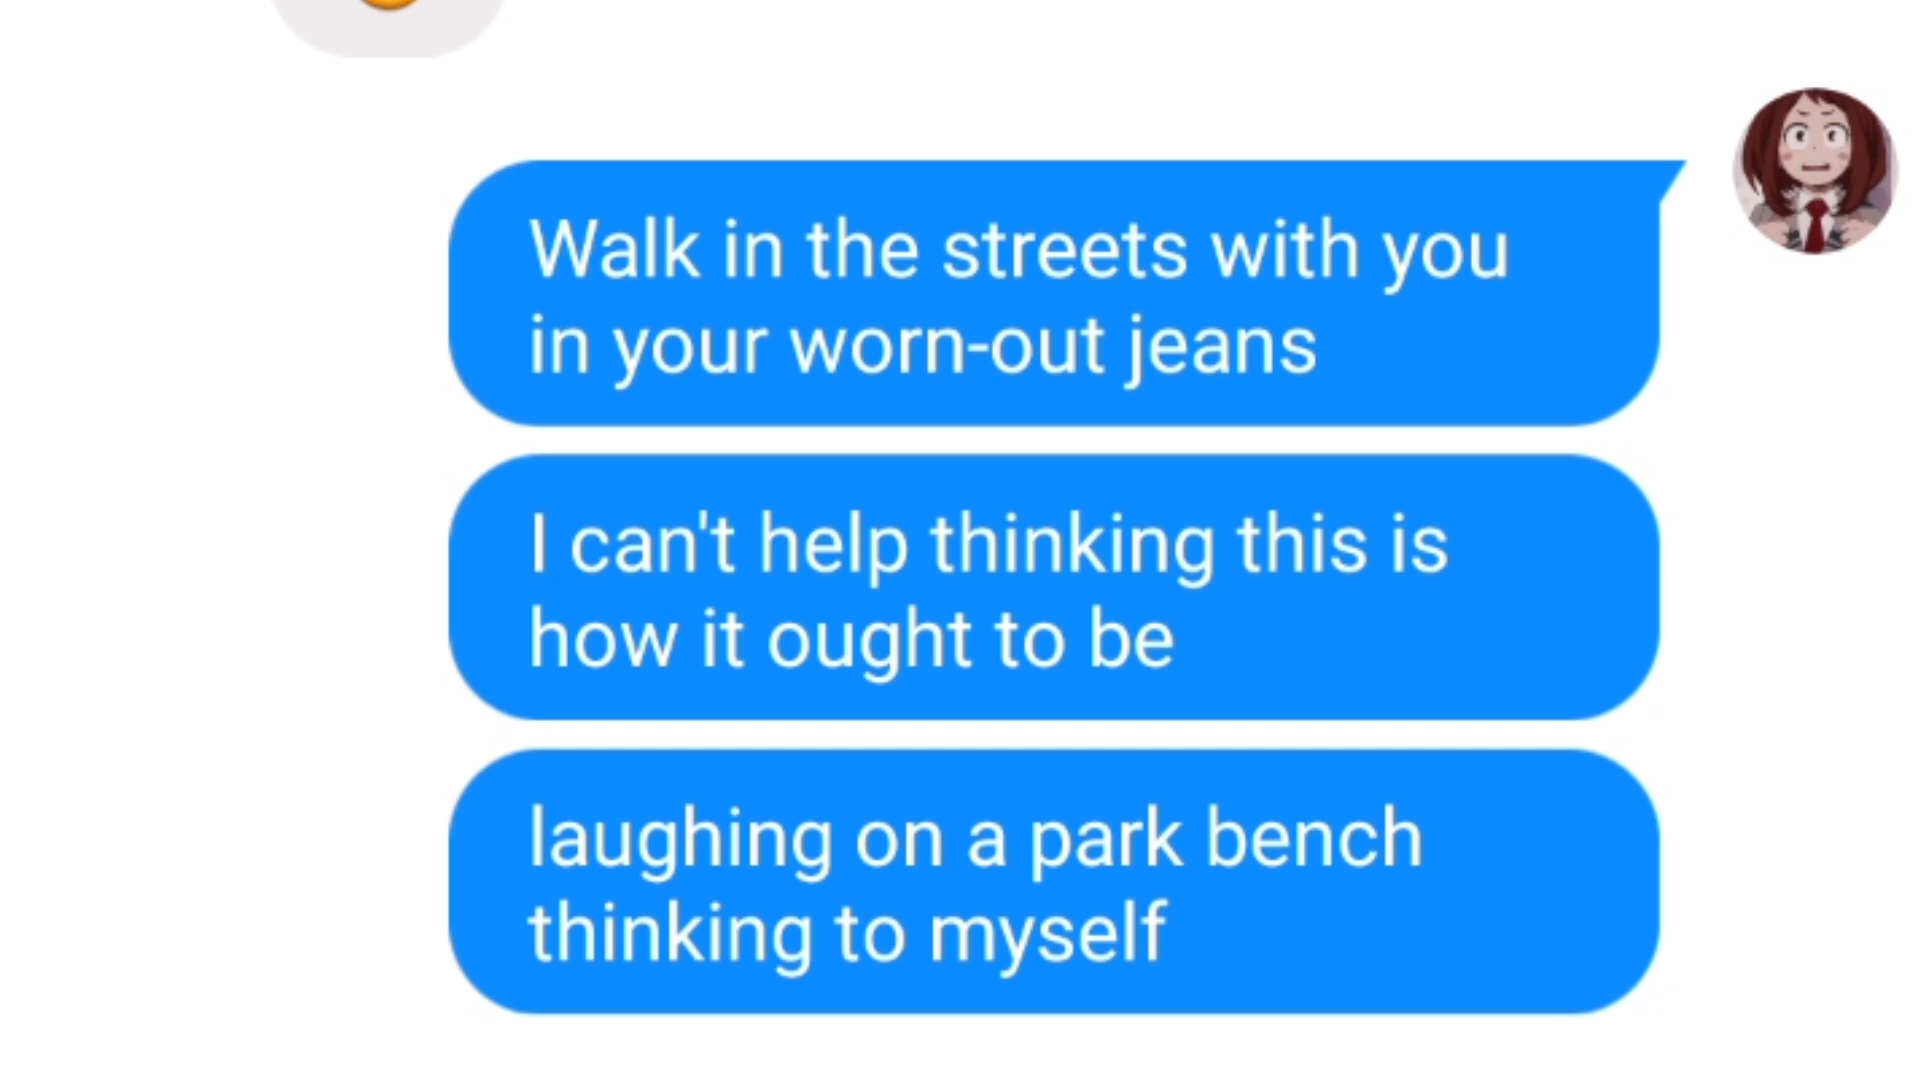 Walk in the streets with you
in your worn-out jeans
I can't help thinking this is
how it ought to be
laughing on a park bench
thinking to myself